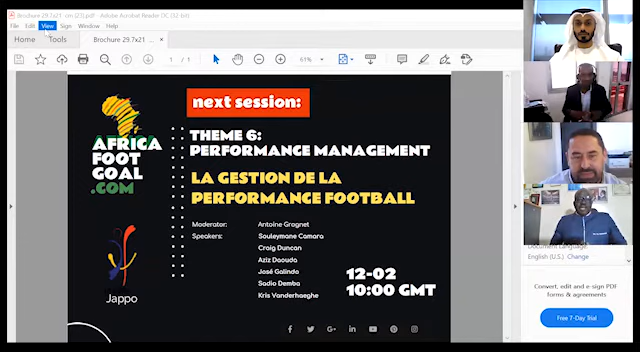 Brochure 29.7x21 cm (23).pdf - Adobe Acrobat Reader DC (32-bit)
File Edit View Sign Window Help
Home Tools Brochure 29.7x21 ... ×
1 / 1 61%
next session:
AFRICA
FOOT
GOAL
.COM
THEME 6:
PERFORMANCE MANAGEMENT
LA GESTION DE LA
PERFORMANCE FOOTBALL
Moderator: Antoine Grognet
Speakers: Souleymane Camara
Craig Duncan
Aziz Daouda
José Galindo
Sadio Demba
Kris Vanderhaeghe
12-02
10:00 GMT
Jappo
Document Language:
English (U.S.) Change
Convert, edit and e-sign PDF
forms & agreements
Free 7-Day Trial